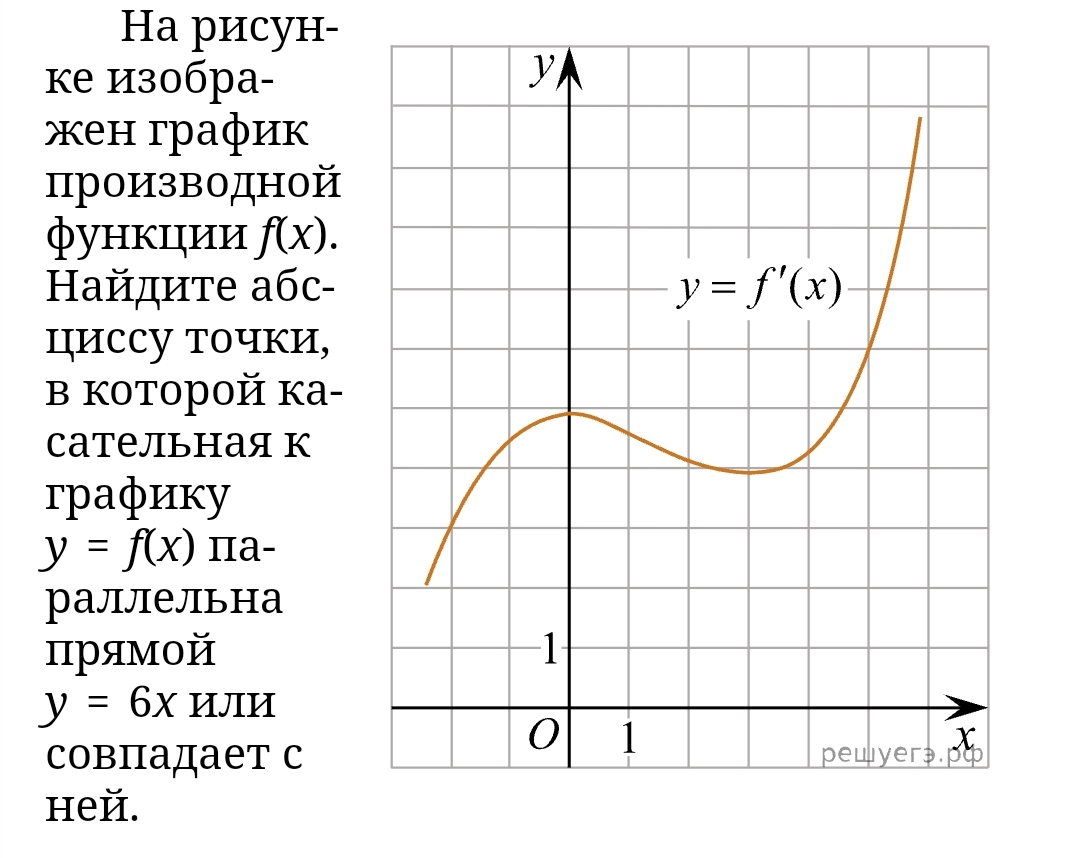 На рисун-
ке изобра-
жен график
производной
функции f(x).
Найдите абс-
циссу точки,
в которой ка-
сательная к
графику
y = f(x) па-
раллельна
прямой
y = 6x или
совпадает с
ней.
y
y = f′(x)
1
O
1
x
решуегэ.рф